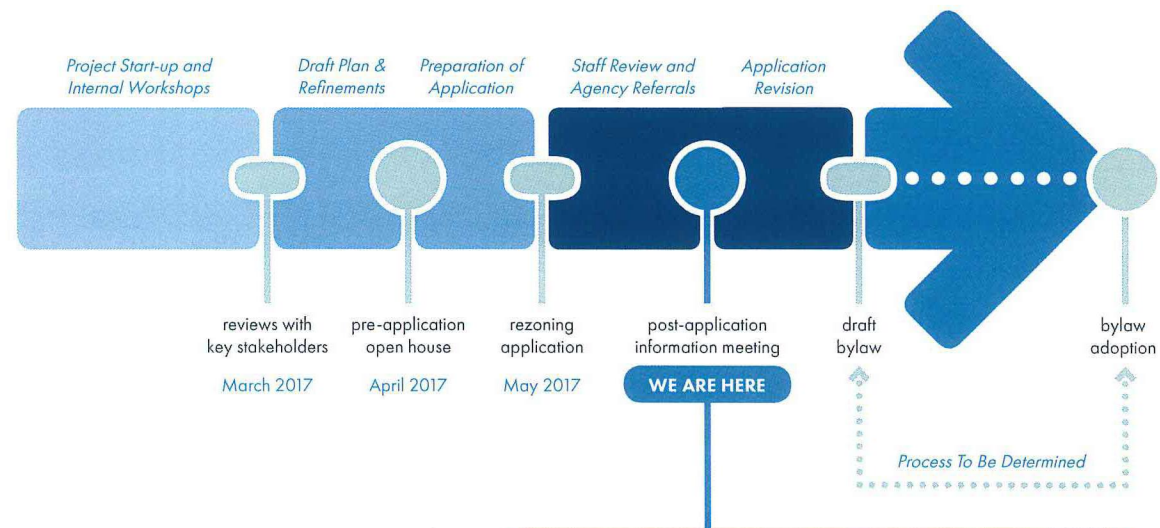 Project Start-up and
Internal Workshops
Draft Plan &
Refinements
Preparation of
Application
Staff Review and
Agency Referrals
Application
Revision
reviews with
key stakeholders
March 2017
pre-application
open house
April 2017
rezoning
application
May 2017
post-application
information meeting
WE ARE HERE
draft
bylaw
bylaw
adoption
Process To Be Determined